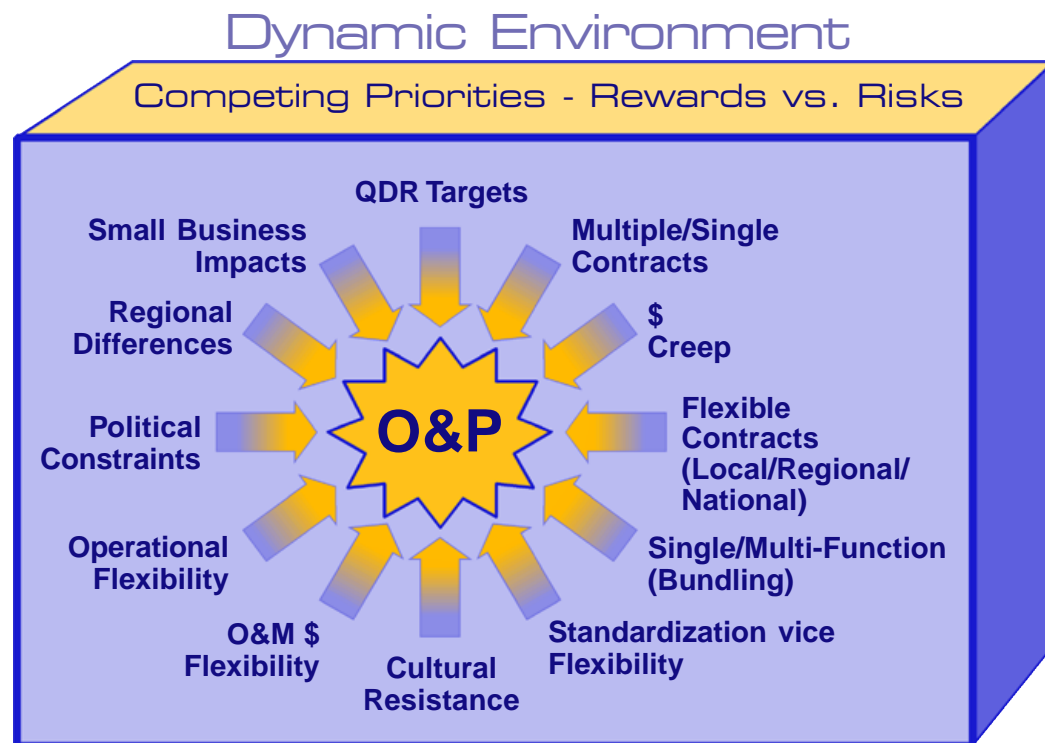 Dynamic Environment
Competing Priorities - Rewards vs. Risks
QDR Targets
Multiple/Single
Contracts
$
Creep
Flexible
Contracts
(Local/Regional/
National)
Single/Multi-Function
(Bundling)
Standardization vice
Flexibility
Cultural
Resistance
O&M $
Flexibility
Operational
Flexibility
Political
Constraints
Regional
Differences
Small Business
Impacts
O&P